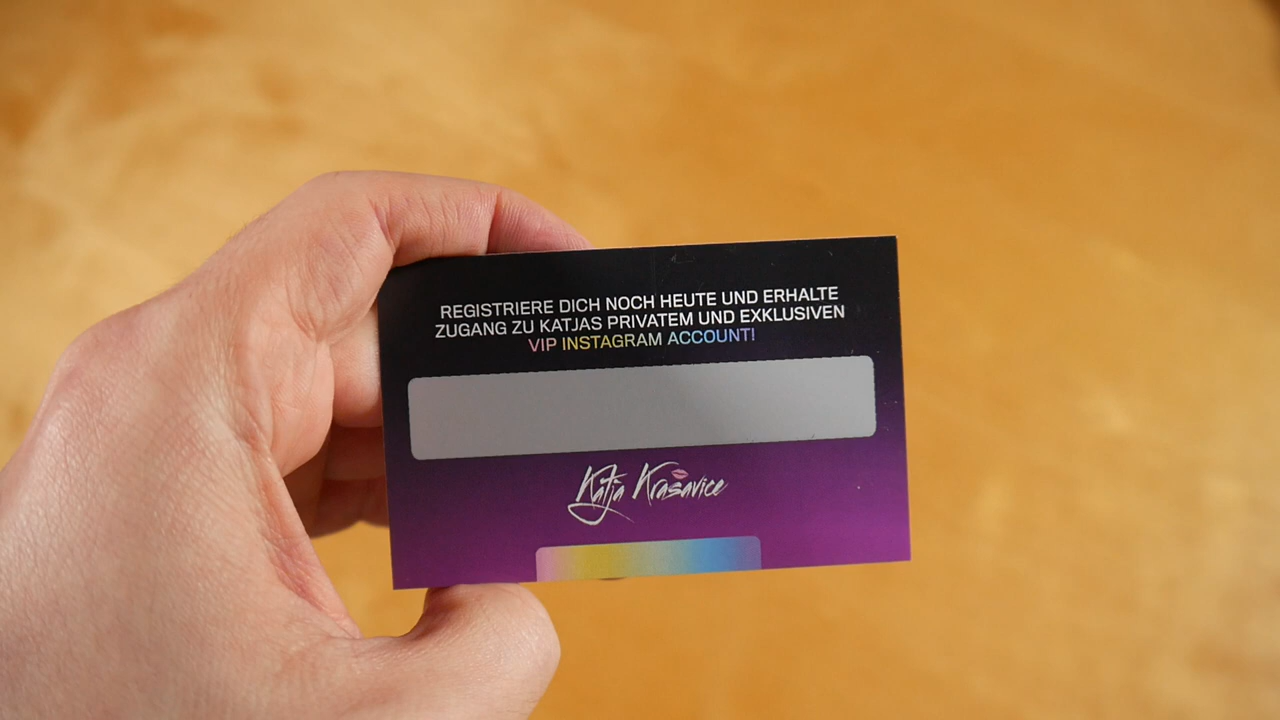 REGISTRIERE DICH NOCH HEUTE UND ERHALTE
ZUGANG ZU KATJAS PRIVATEM UND EXKLUSIVEN
VIP INSTAGRAM ACCOUNT!
Katja Krasavice